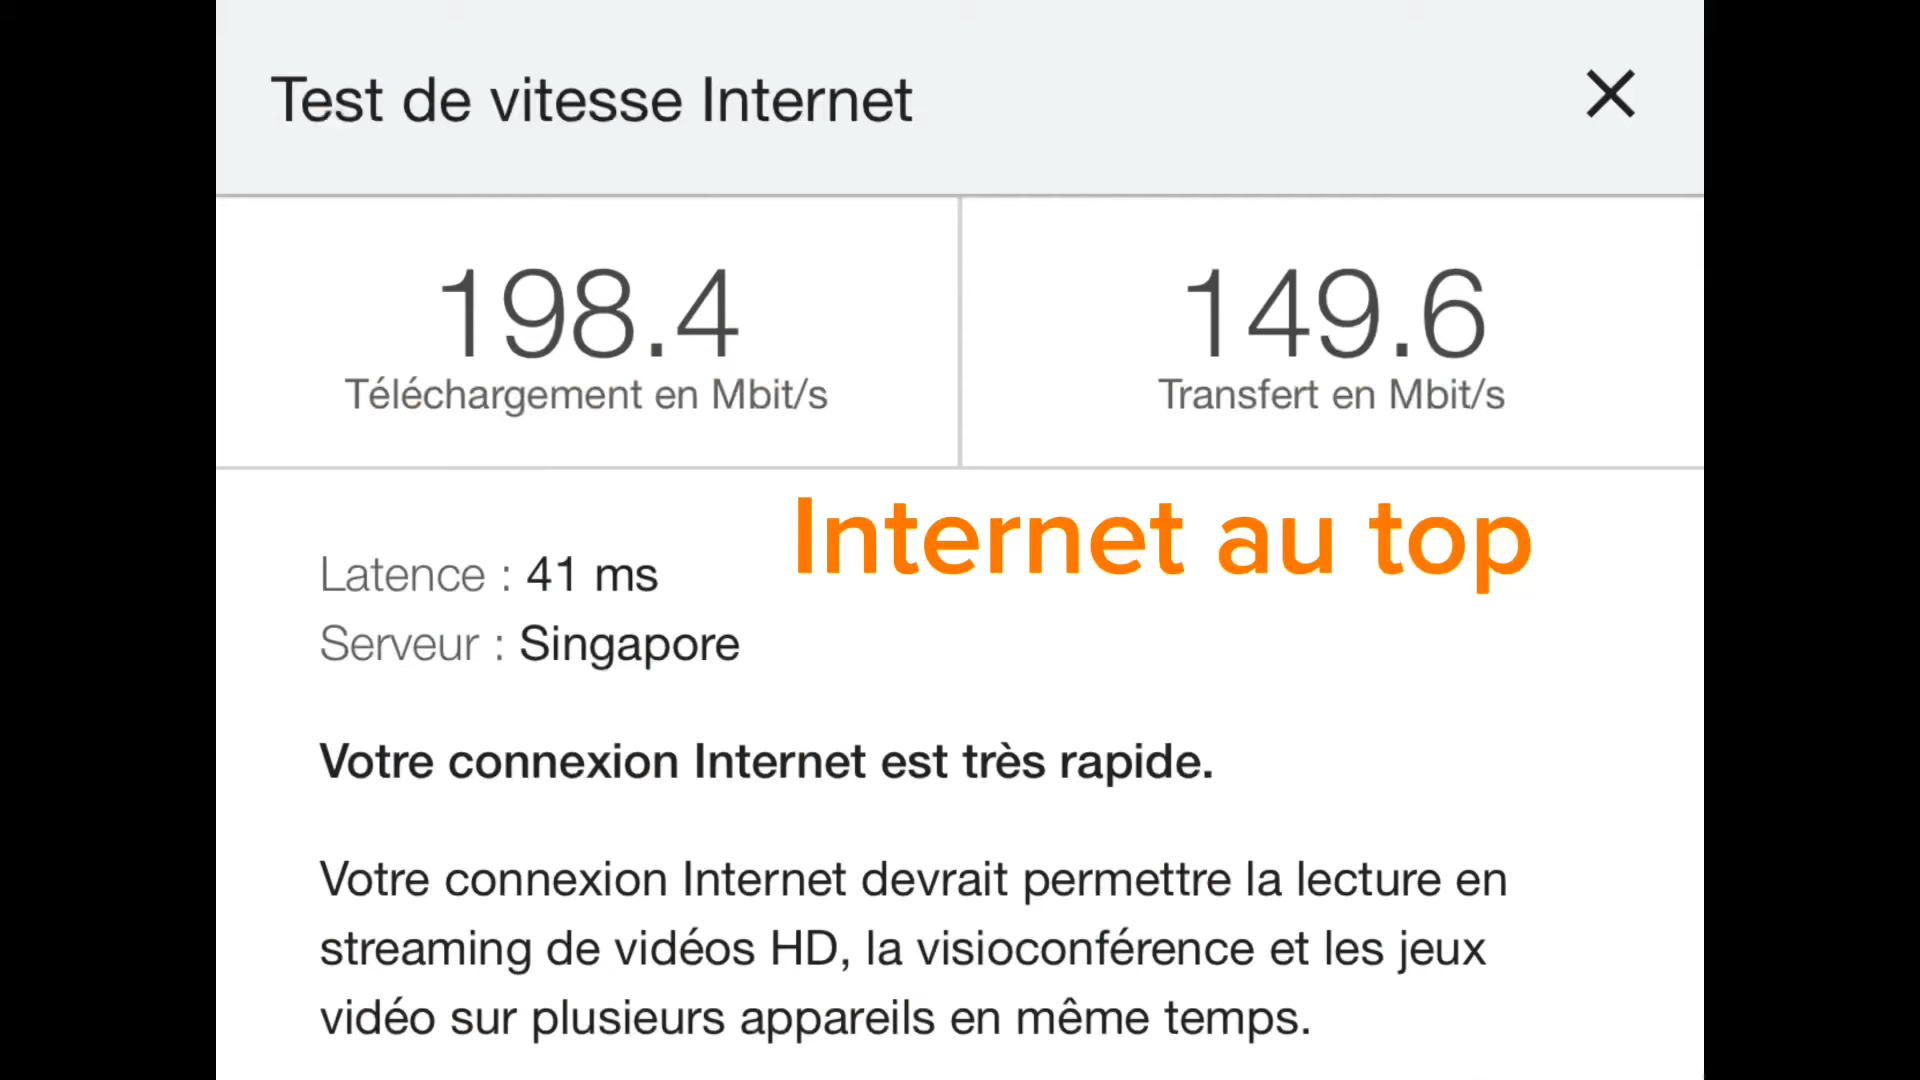 Test de vitesse Internet
198.4
Téléchargement en Mbit/s
149.6
Transfert en Mbit/s
Internet au top
Latence : 41 ms
Serveur : Singapore
Votre connexion Internet est très rapide.
Votre connexion Internet devrait permettre la lecture en
streaming de vidéos HD, la visioconférence et les jeux
vidéo sur plusieurs appareils en même temps.